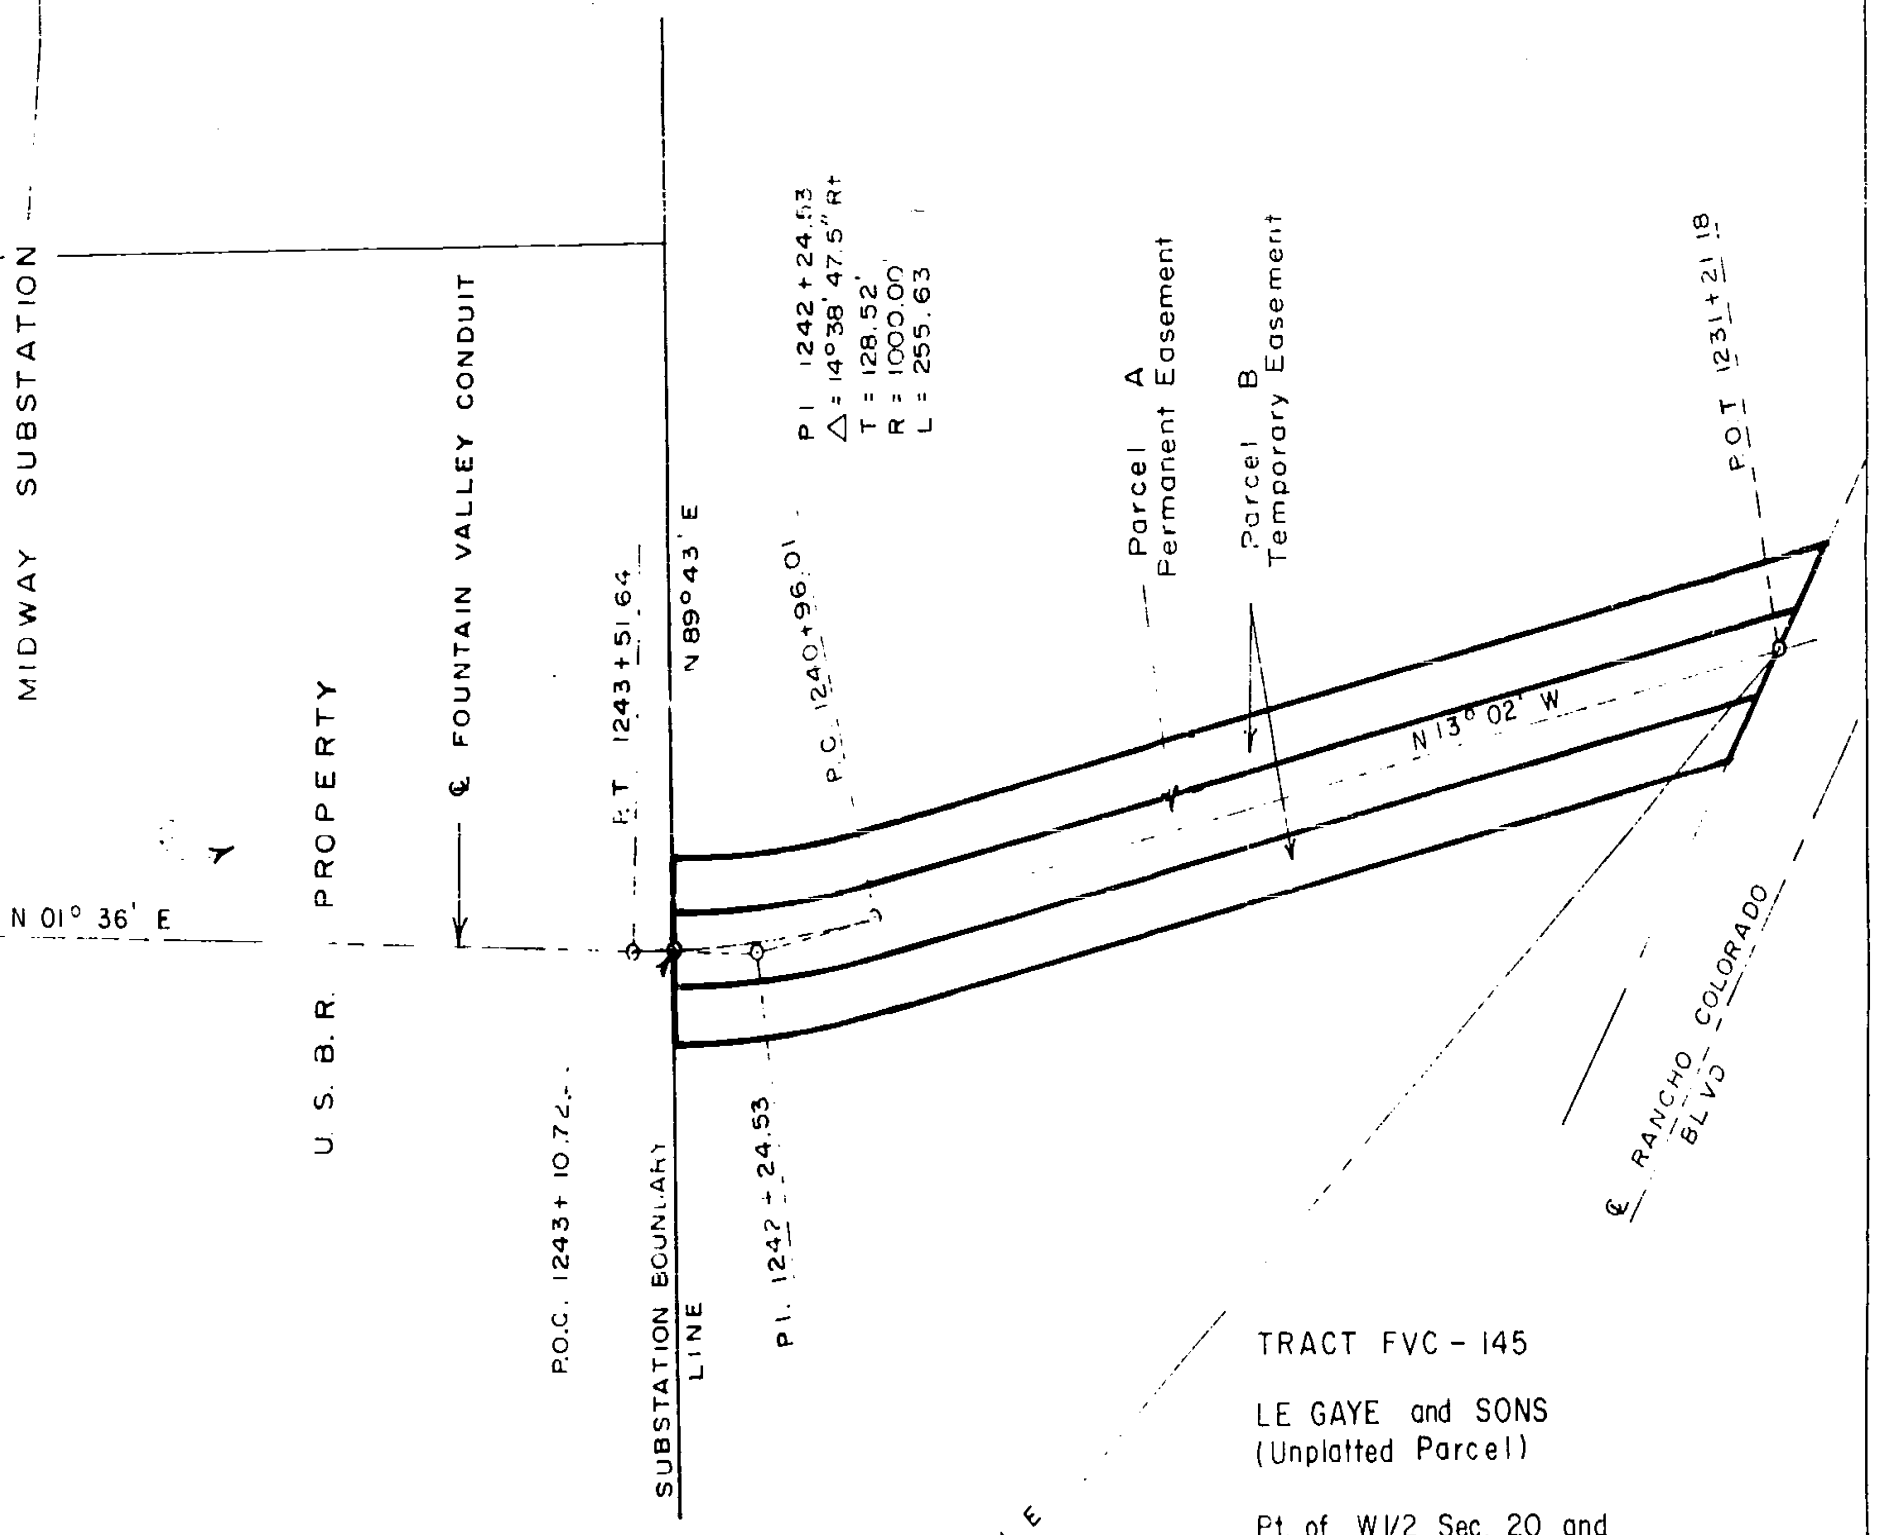 MIDWAY SUBSTATION
N 01° 36' E
U. S. B. R. PROPERTY
℄ FOUNTAIN VALLEY CONDUIT
P.O.C. 1243+10.72
P.T 1243+51.64
SUBSTATION BOUNDARY
LINE
N 89° 43' E
P I. 1242 + 24.53
P I 1242 + 24.53
△ = 14° 38' 47.5" Rt
T = 128.52'
R = 1000.00'
L = 255.63
P.C. 1240+96.01
Parcel A
Permanent Easement
Parcel B
Temporary Easement
N 13° 02' W
P.O.T 1231+21 18
℄ RANCHO COLORADO
BLVD
TRACT FVC - 145
LE GAYE and SONS
(Unplatted Parcel)
Pt of W1/2 Sec. 20 and